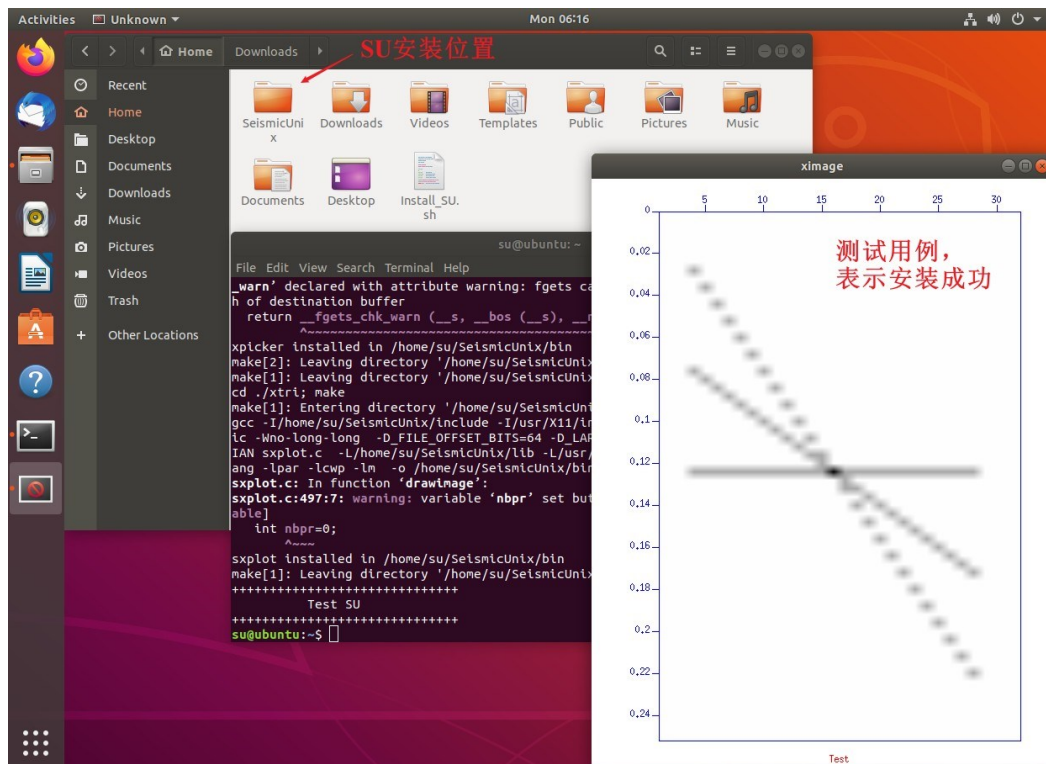 Activities Unknown Mon 06:16
Home Downloads SU安装位置
Recent
Home
Desktop
Documents
Downloads
Music
Pictures
Videos
Trash
+ Other Locations
SeismicUni
x
Downloads
Videos
Templates
Public
Pictures
Music
Documents
Desktop
Install_SU.
sh
su@ubuntu: ~
File Edit View Search Terminal Help
_warn’ declared with attribute warning: fgets ca
h of destination buffer
return __fgets_chk_warn (__s, __bos (__s), __n
^~~~~~~~~~~~~~~~~~~~~~~~~~~~~~~~~~~~~~~~
xpicker installed in /home/su/SeismicUnix/bin
make[2]: Leaving directory '/home/su/SeismicUnix
make[1]: Leaving directory '/home/su/SeismicUnix
cd ./xtri; make
make[1]: Entering directory '/home/su/SeismicUni
gcc -I/home/su/SeismicUnix/include -I/usr/X11/in
ic -Wno-long-long -D_FILE_OFFSET_BITS=64 -D_LAR
IAN sxplot.c -L/home/su/SeismicUnix/lib -L/usr/
ang -lpar -lcwp -lm -o /home/su/SeismicUnix/bin
sxplot.c: In function ‘drawimage’:
sxplot.c:497:7: warning: variable ‘nbpr’ set but
able]
int nbpr=0;
^~~~
sxplot installed in /home/su/SeismicUnix/bin
make[1]: Leaving directory '/home/su/SeismicUnix
++++++++++++++++++++++++++++++
Test SU
++++++++++++++++++++++++++++++
su@ubuntu:~$
ximage
5 10 15 20 25 30
0
0.02
0.04
0.06
0.08
0.1
0.12
0.14
0.16
0.18
0.2
0.22
0.24
测试用例，
表示安装成功
Test